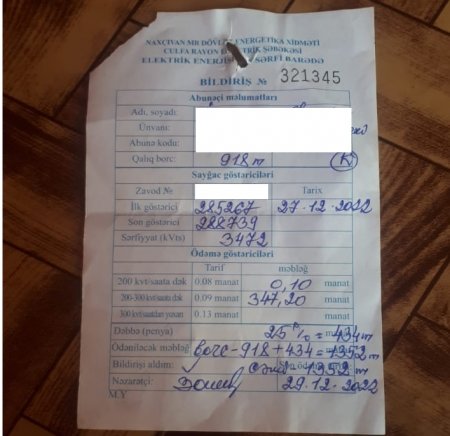 NAXÇIVAN MR DÖVLƏT ENERGETİKA XİDMƏTİ
CULFA RAYON ELEKTRİK ŞƏBƏKƏSİ
ELEKTRİK ENERJİSİ SƏRFİ BARƏDƏ
BİLDİRİŞ № 321345
Abunəçi məlumatları
Adı, soyadı:
Ünvanı:
Abunə kodu:
Qalıq borc: 918 m K
Sayğac göstəriciləri
Zavod № Tarix
İlk göstərici 285267 27-12-2022
Son göstərici 288739
Sərfiyyat (kVts) 3472
Ödəmə göstəriciləri
Tarif məbləğ
200 kvt/saata dək 0.08 manat 0,10 manat
200-300 kvt/saata dək 0.09 manat 347,20 manat
300 kvt/saatdan yuxarı 0.13 manat manat
Dəbbə (penya) 25 % = 434 m
Ödəniləcək məbləğ borc-918+434=1352 m
Bildirişi aldım: cəmi-1352 m Son ödəmə
Nəzarətçi: 29.12.2022
M.Y